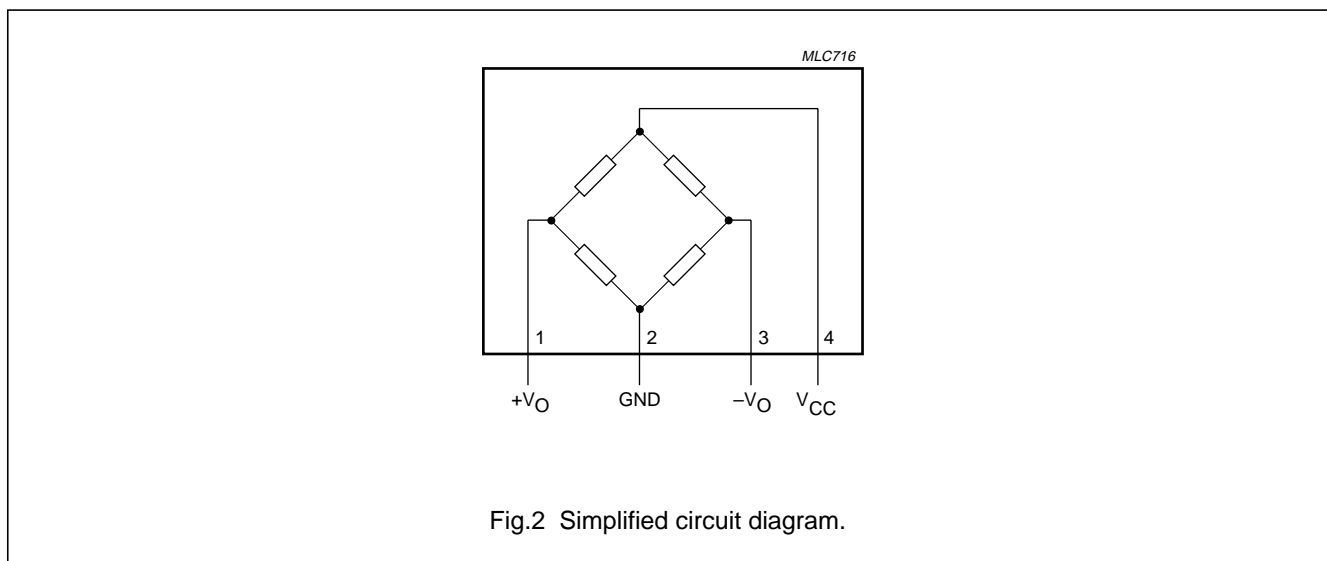 MLC716
1 2 3 4
+VO GND –VO VCC
Fig.2 Simplified circuit diagram.